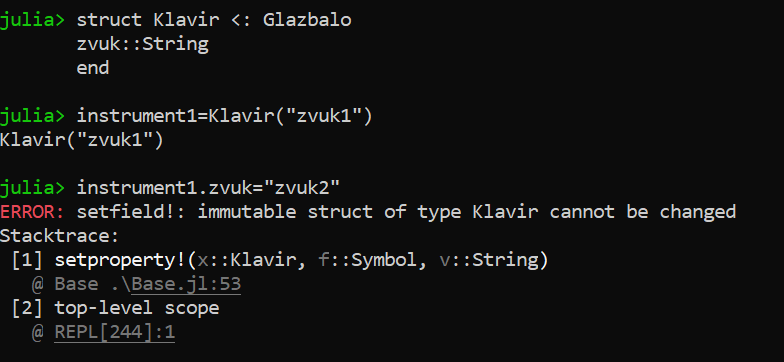 julia> struct Klavir <: Glazbalo
       zvuk::String
       end

julia> instrument1=Klavir("zvuk1")
Klavir("zvuk1")

julia> instrument1.zvuk="zvuk2"
ERROR: setfield!: immutable struct of type Klavir cannot be changed
Stacktrace:
 [1] setproperty!(x::Klavir, f::Symbol, v::String)
   @ Base .\Base.jl:53
 [2] top-level scope
   @ REPL[244]:1